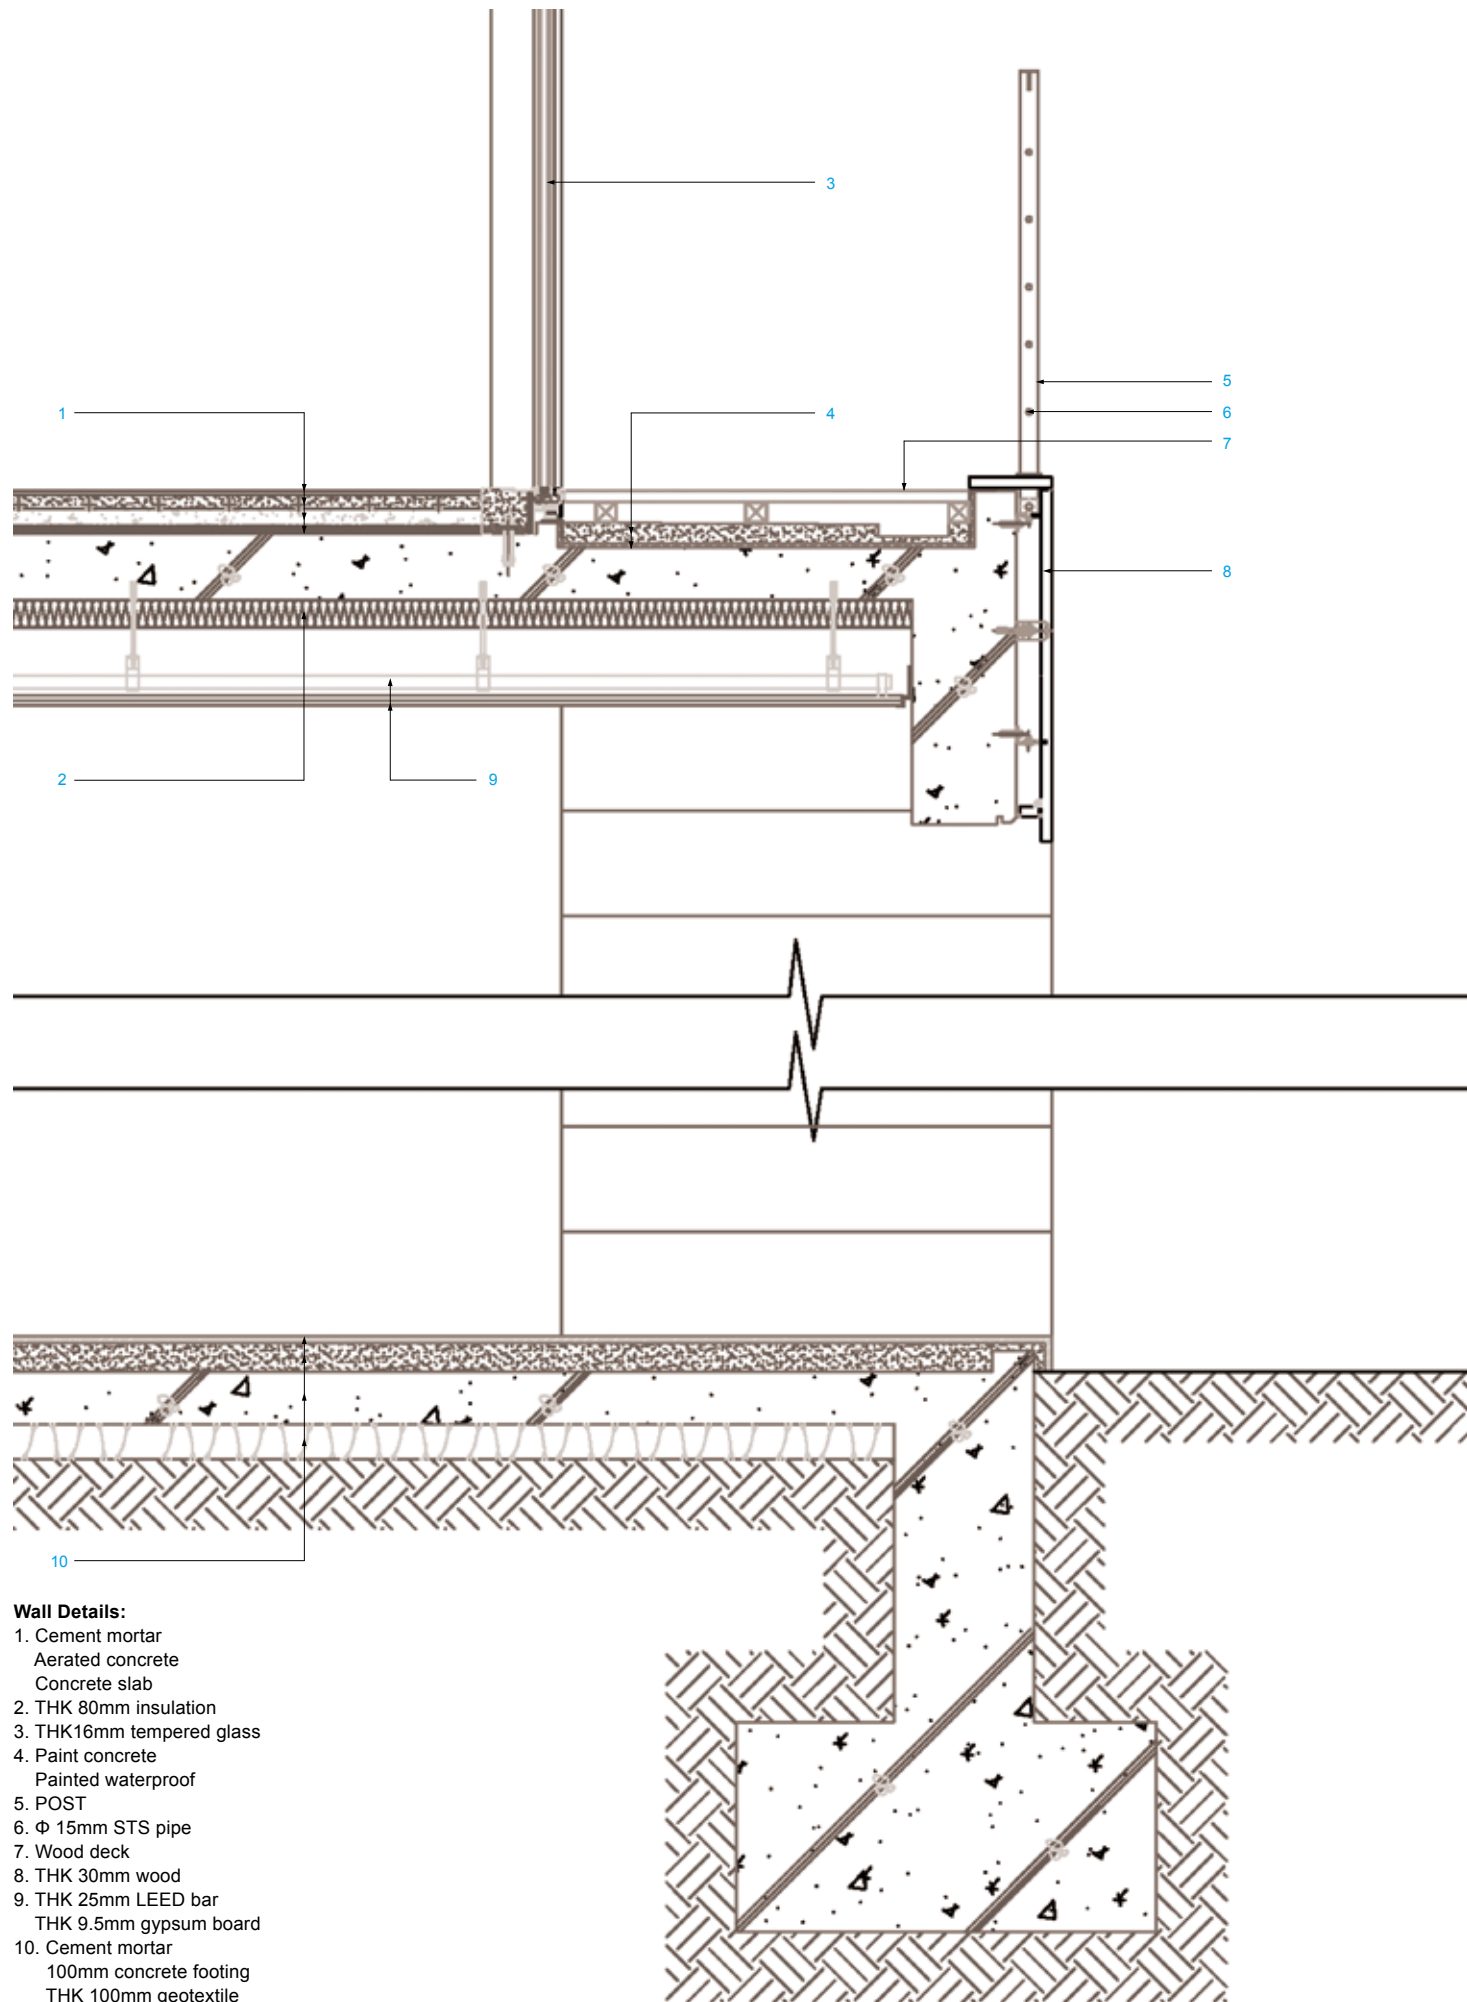 3
5
1
4
6
7
8
2
9
10
Wall Details:
1. Cement mortar
Aerated concrete
Concrete slab
2. THK 80mm insulation
3. THK16mm tempered glass
4. Paint concrete
Painted waterproof
5. POST
6. Φ 15mm STS pipe
7. Wood deck
8. THK 30mm wood
9. THK 25mm LEED bar
THK 9.5mm gypsum board
10. Cement mortar
100mm concrete footing
THK 100mm geotextile